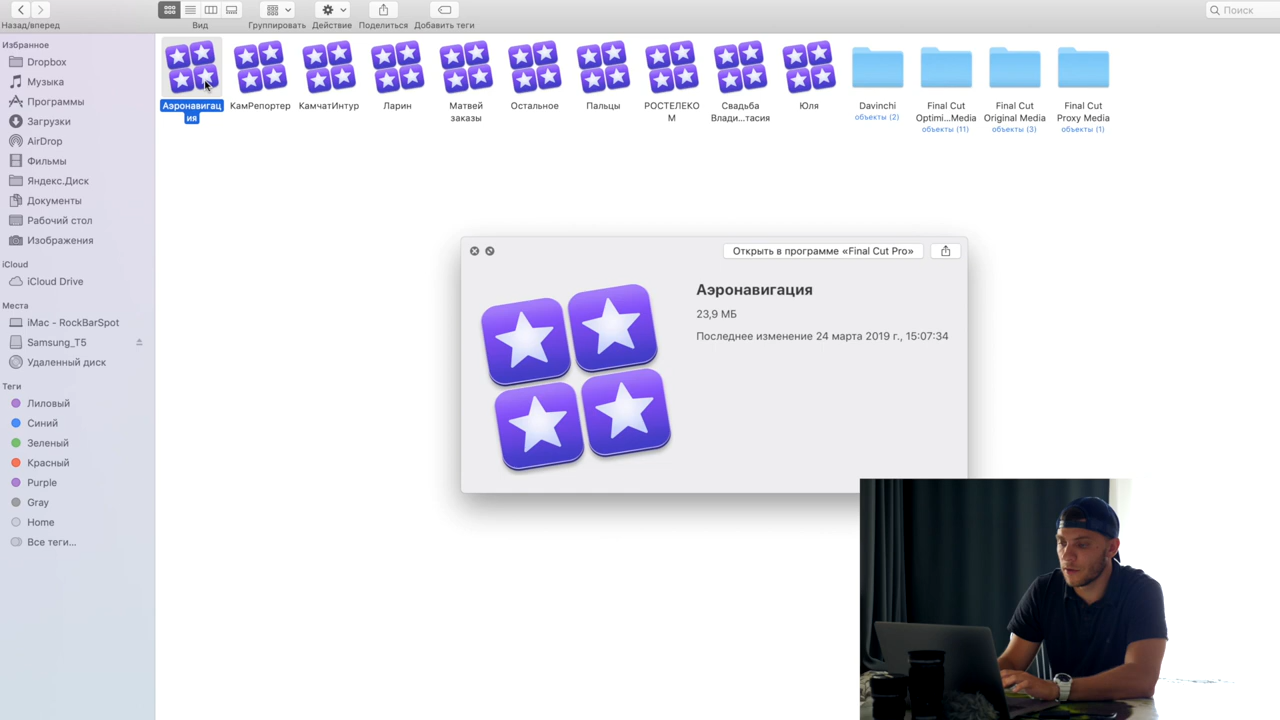 Назад/вперед
Вид
Группировать
Действие
Поделиться
Добавить теги
Поиск
Избранное
Dropbox
Музыка
Программы
Загрузки
AirDrop
Фильмы
Яндекс.Диск
Документы
Рабочий стол
Изображения
iCloud
iCloud Drive
Места
iMac - RockBarSpot
Samsung_T5
Удаленный диск
Теги
Лиловый
Синий
Зеленый
Красный
Purple
Gray
Home
Все теги...
Аэронавигац
ия
КамРепортер
КамчатИнтур
Ларин
Матвей
заказы
Остальное
Пальцы
РОСТЕЛЕКО
М
Свадьба
Влади...тасия
Юля
Davinchi
объекты (2)
Final Cut
Optimi...Media
объекты (11)
Final Cut
Original Media
объекты (3)
Final Cut
Proxy Media
объекты (1)
Открыть в программе «Final Cut Pro»
Аэронавигация
23,9 МБ
Последнее изменение 24 марта 2019 г., 15:07:34